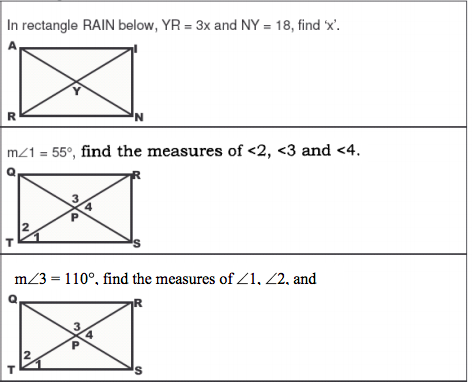 In rectangle RAIN below, YR = 3x and NY = 18, find ‘x’.
A I
Y
R N
m∠1 = 55°, find the measures of <2, <3 and <4.
Q R
3
4
P
2
1
T S
m∠3 = 110°, find the measures of ∠1, ∠2, and
Q R
3
4
P
2
1
T S